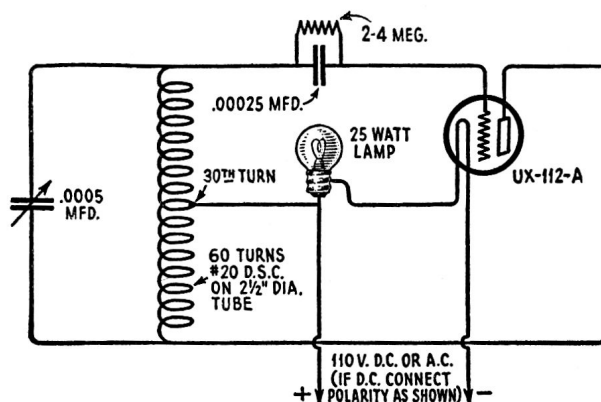 2-4 MEG.
.00025 MFD.
25 WATT
LAMP
UX-112-A
30TH TURN
.0005
MFD.
60 TURNS
#20 D.S.C.
ON 2½" DIA.
TUBE
110 V. D.C. OR A.C.
(IF D.C. CONNECT
+ POLARITY AS SHOWN) -